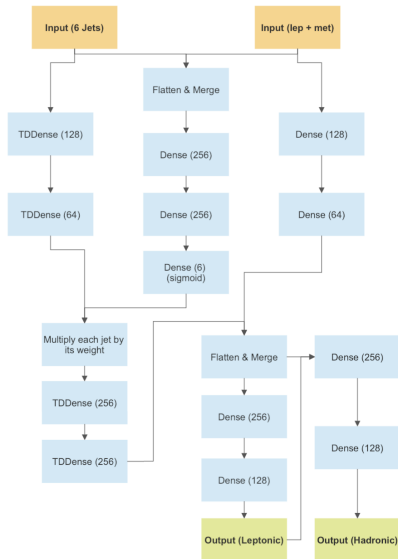 Input (6 Jets)
Input (lep + met)
Flatten & Merge
TDDense (128)
Dense (256)
Dense (128)
TDDense (64)
Dense (256)
Dense (64)
Dense (6)
(sigmoid)
Multiply each jet by
its weight
Flatten & Merge
Dense (256)
TDDense (256)
Dense (256)
TDDense (256)
Dense (128)
Dense (128)
Output (Leptonic)
Output (Hadronic)